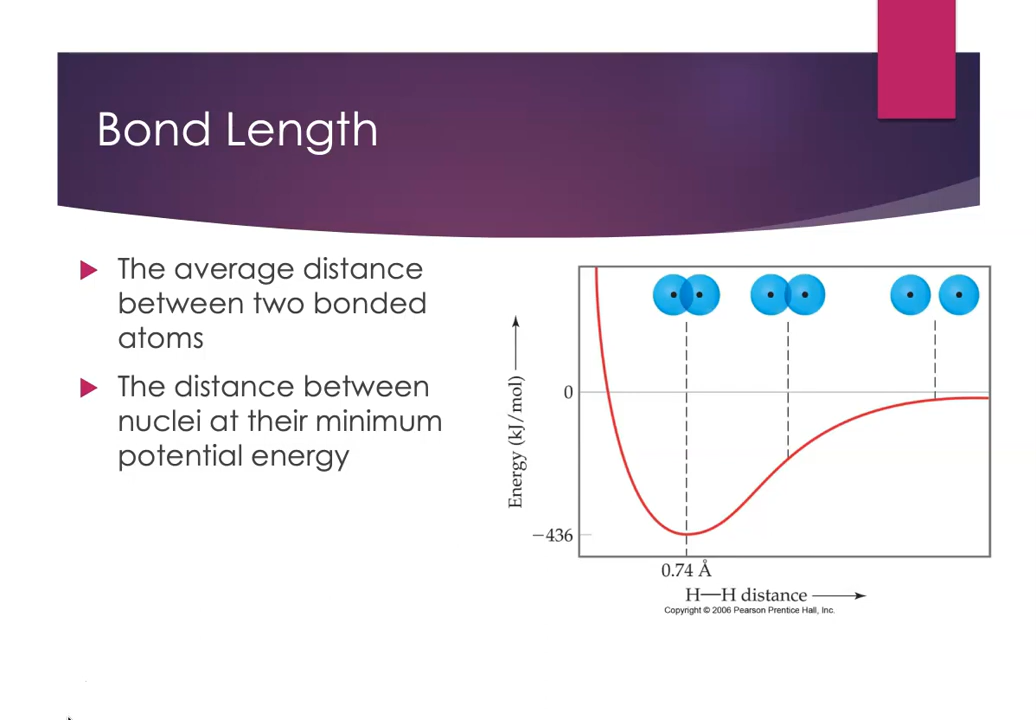 Bond Length
The average distance
between two bonded
atoms
The distance between
nuclei at their minimum
potential energy
Energy (kJ/mol)
0
−436
0.74 Å
H—H distance
Copyright © 2006 Pearson Prentice Hall, Inc.